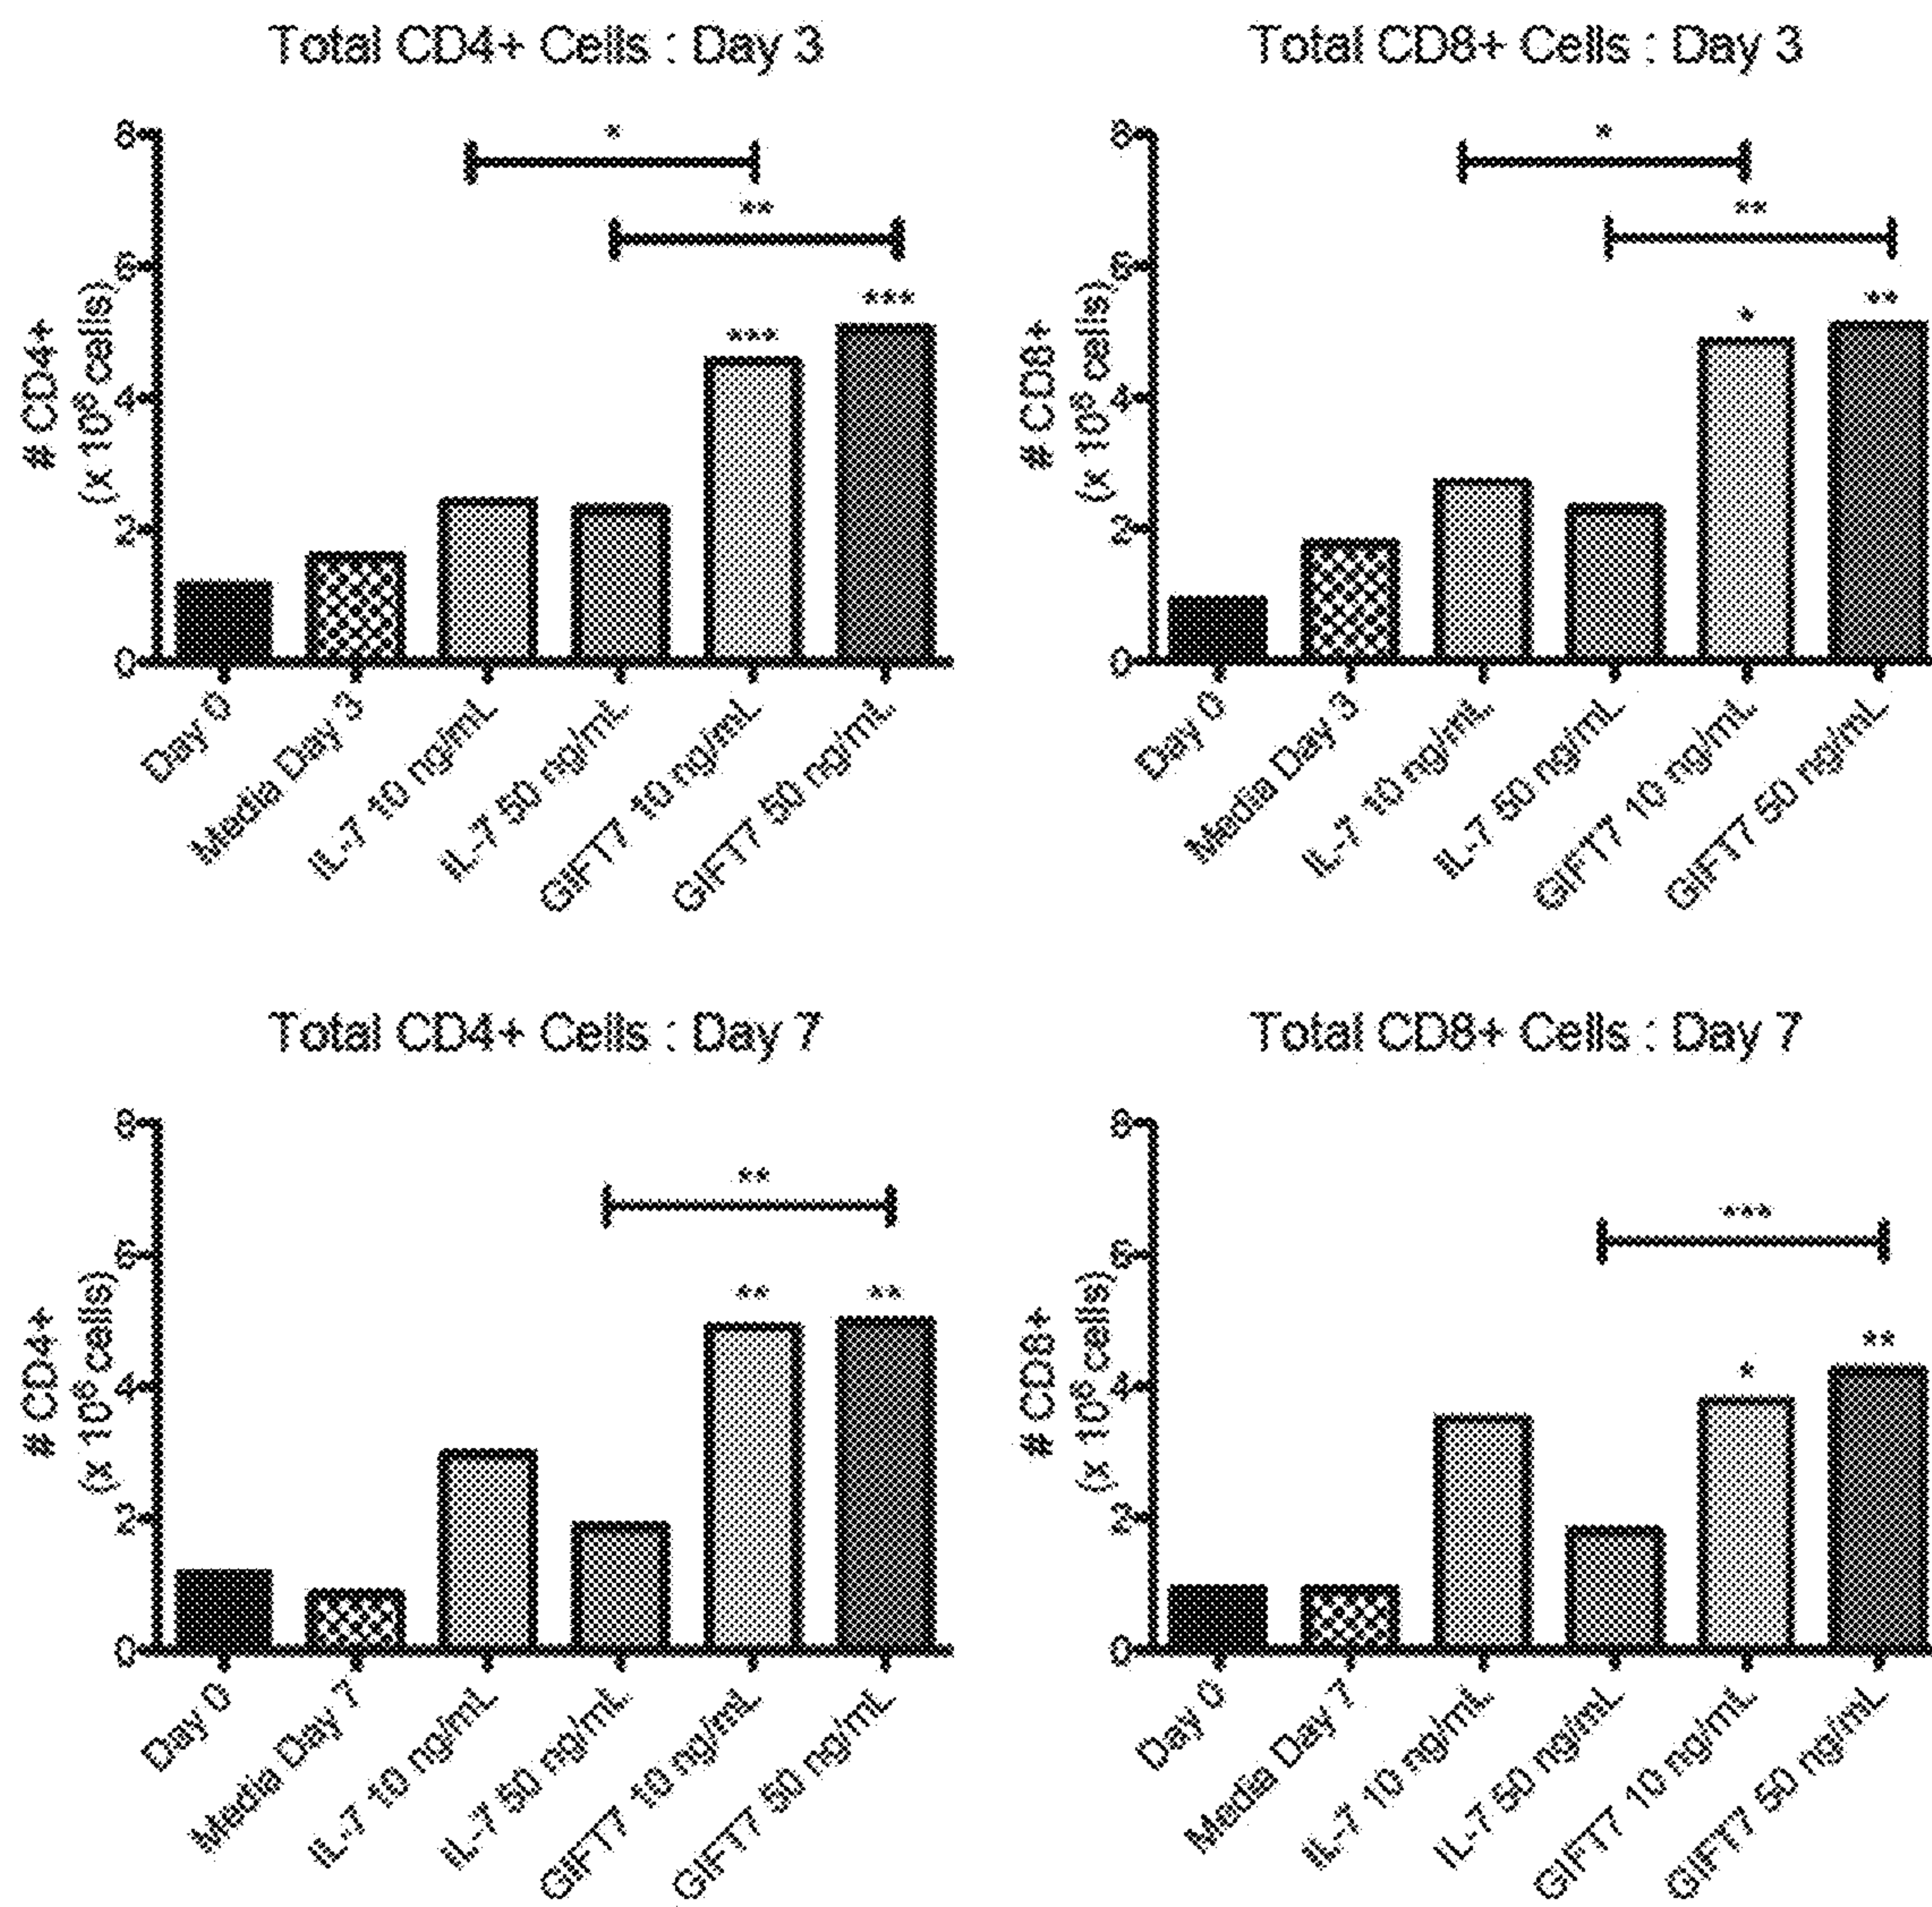 Total CD4+ Cells : Day 3
*
**
***
***
8
6
4
2
0
# CD4+
(x 10⁶ cells)
Day 0
Media Day 3
IL-7 10 ng/mL
IL-7 50 ng/mL
GIFT7 10 ng/mL
GIFT7 50 ng/mL
Total CD8+ Cells : Day 3
*
**
*
**
8
6
4
2
0
# CD8+
(x 10⁶ cells)
Day 0
Media Day 3
IL-7 10 ng/mL
IL-7 50 ng/mL
GIFT7 10 ng/mL
GIFT7 50 ng/mL
Total CD4+ Cells : Day 7
**
**
**
8
6
4
2
0
# CD4+
(x 10⁶ cells)
Day 0
Media Day 7
IL-7 10 ng/mL
IL-7 50 ng/mL
GIFT7 10 ng/mL
GIFT7 50 ng/mL
Total CD8+ Cells : Day 7
***
*
**
8
6
4
2
0
# CD8+
(x 10⁶ cells)
Day 0
Media Day 7
IL-7 10 ng/mL
IL-7 50 ng/mL
GIFT7 10 ng/mL
GIFT7 50 ng/mL